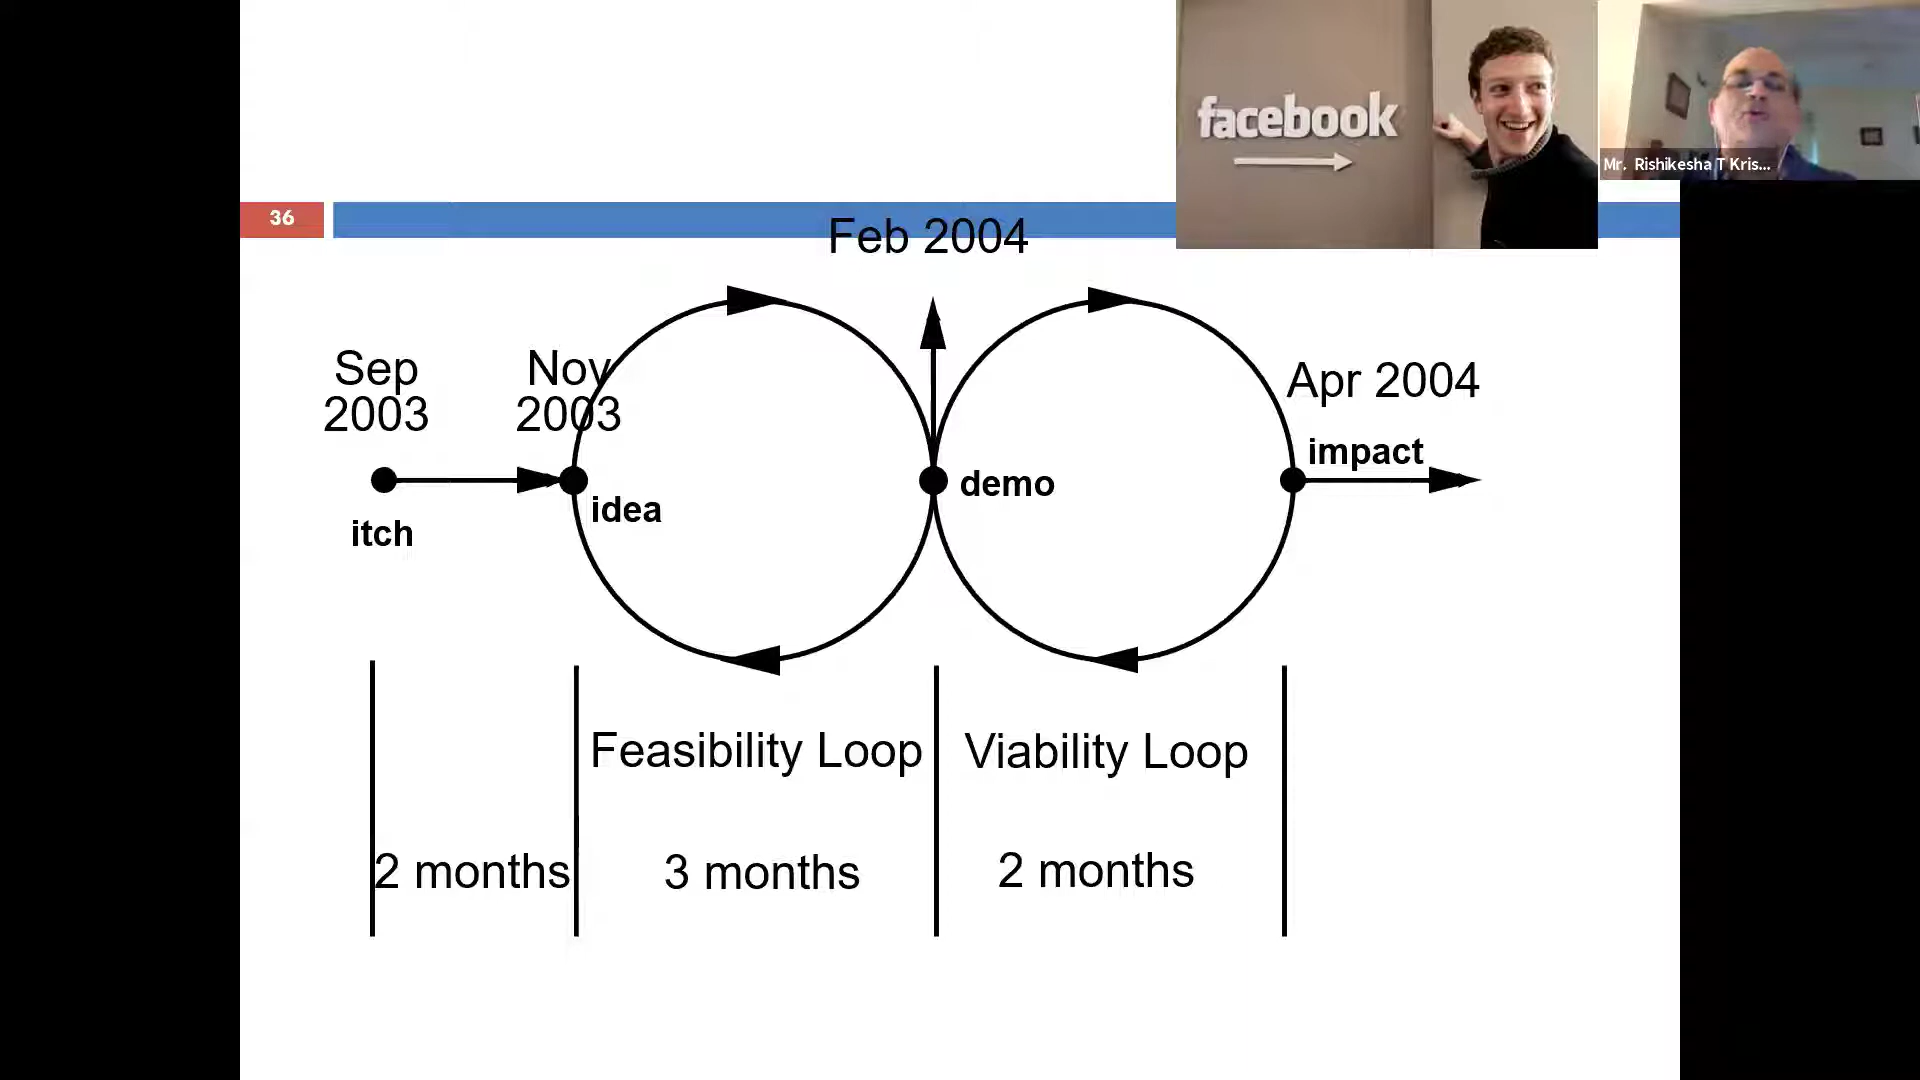 facebook
Mr. Rishikesha T Kris...
36
Feb 2004
Sep
2003
Nov
2003
Apr 2004
impact
demo
idea
itch
Feasibility Loop
Viability Loop
2 months
3 months
2 months